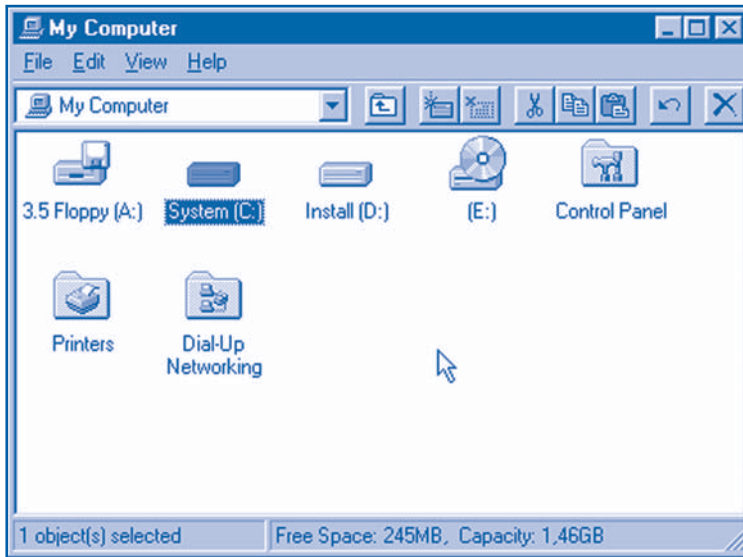 My Computer
File Edit View Help
My Computer
3.5 Floppy (A:) System (C:) Install (D:) (E:) Control Panel
Printers Dial-Up
Networking
1 object(s) selected Free Space: 245MB, Capacity: 1,46GB